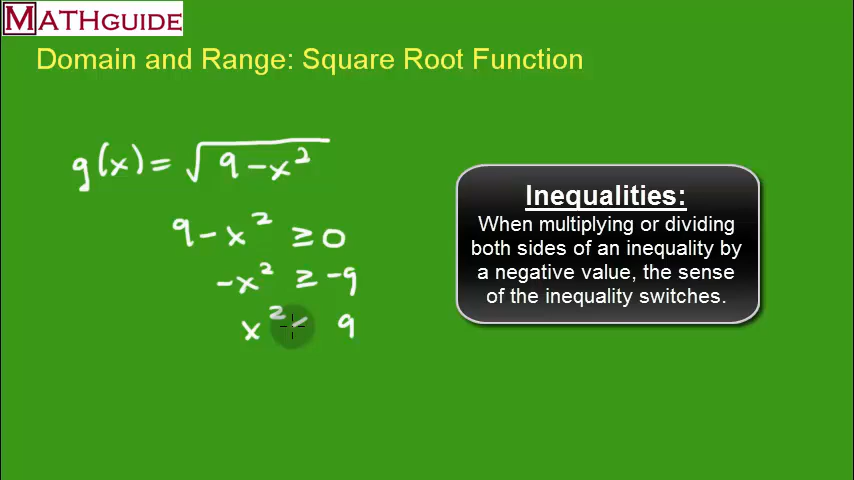 MATHGUIDE
Domain and Range: Square Root Function
g(x) = √(9 - x²)
9 - x² ≥ 0
-x² ≥ -9
x² < 9
Inequalities:
When multiplying or dividing
both sides of an inequality by
a negative value, the sense
of the inequality switches.